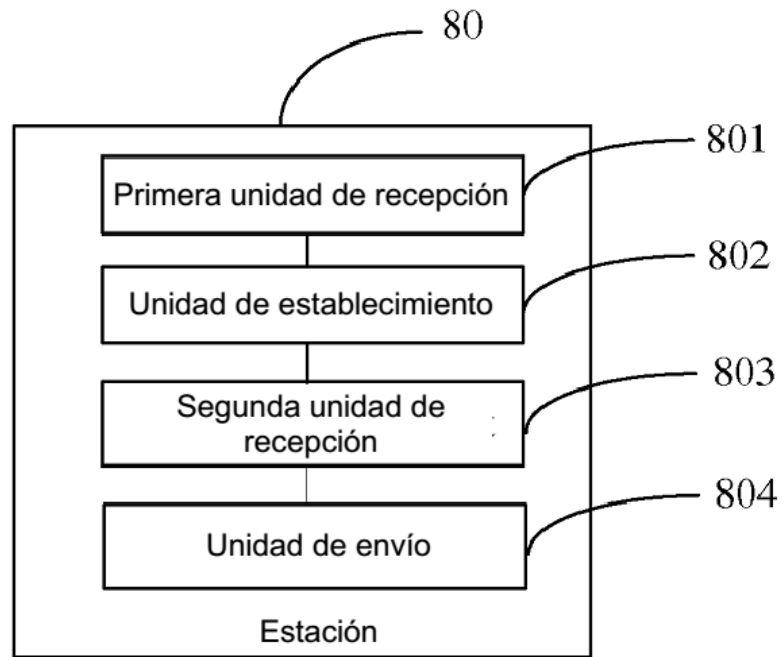 80
801
Primera unidad de recepción
802
Unidad de establecimiento
803
Segunda unidad de
recepción
804
Unidad de envío
Estación